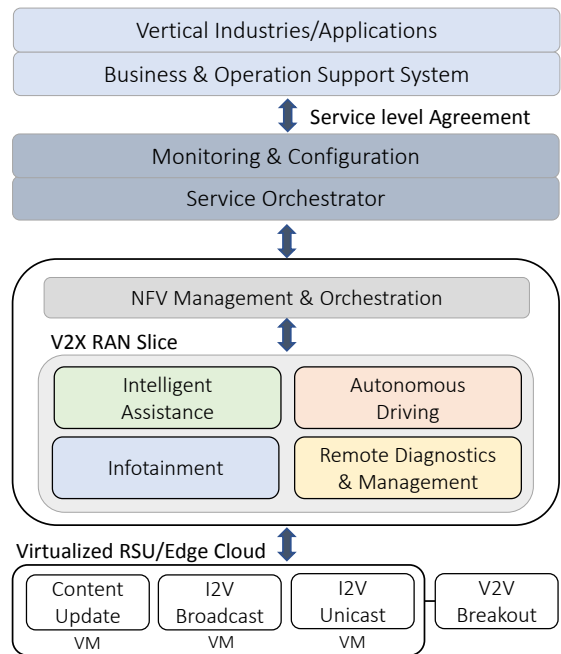 Vertical Industries/Applications
Business & Operation Support System
Service level Agreement
Monitoring & Configuration
Service Orchestrator
NFV Management & Orchestration
V2X RAN Slice
Intelligent
Assistance
Autonomous
Driving
Infotainment
Remote Diagnostics
& Management
Virtualized RSU/Edge Cloud
Content
Update
VM
I2V
Broadcast
VM
I2V
Unicast
VM
V2V
Breakout